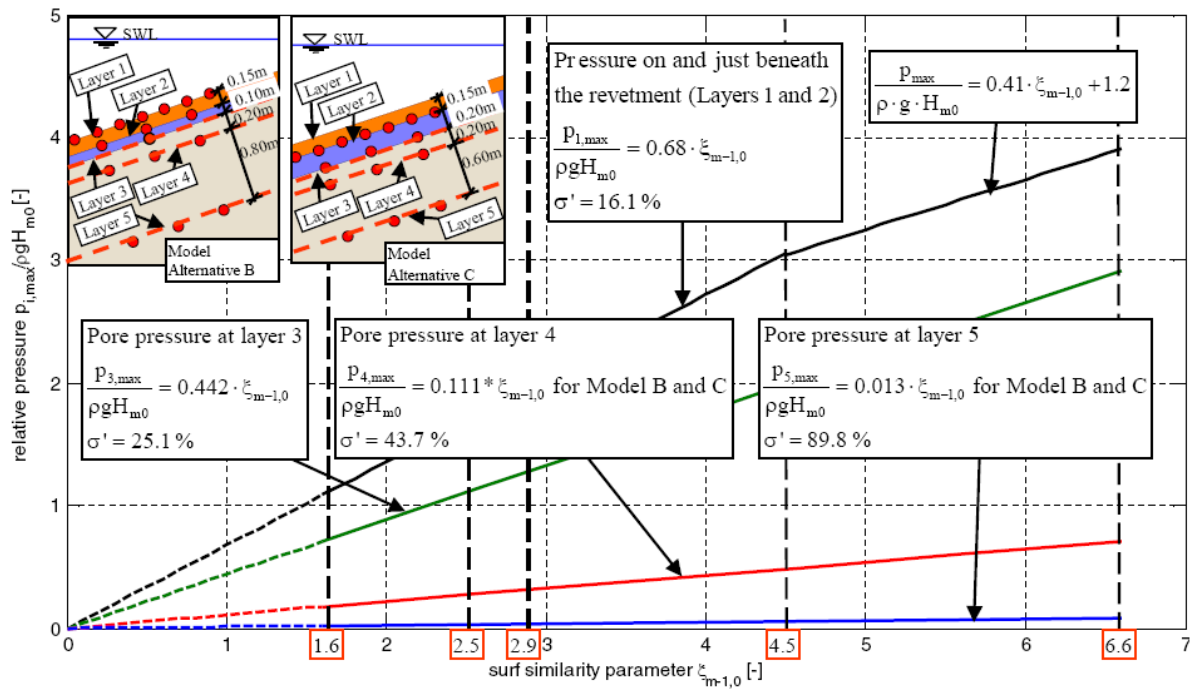 SWL
Layer 1
Layer 2
0.15m
0.10m
0.20m
0.80m
Layer 3
Layer 4
Layer 5
Model
Alternative B
SWL
Layer 1
Layer 2
0.15m
0.20m
0.20m
0.60m
Layer 3
Layer 4
Layer 5
Model
Alternative C
Pressure on and just beneath
the revetment (Layers 1 and 2)
p1,max/ρgHm0 = 0.68·ξm−1,0
σ' = 16.1 %
pmax/ρ·g·Hm0 = 0.41·ξm−1,0 +1.2
Pore pressure at layer 3
p3,max/ρgHm0 = 0.442·ξm−1,0
σ' = 25.1 %
Pore pressure at layer 4
p4,max/ρgHm0 = 0.111* ξm−1,0 for Model B and C
σ' = 43.7 %
Pore pressure at layer 5
p5,max/ρgHm0 = 0.013·ξm−1,0 for Model B and C
σ' = 89.8 %
relative pressure pi,max/ρgHm0 [-]
5
4
3
2
1
0
0 1 1.6 2 2.5 2.9 3 4 4.5 5 6 6.6 7
surf similarity parameter ξm-1,0 [-]